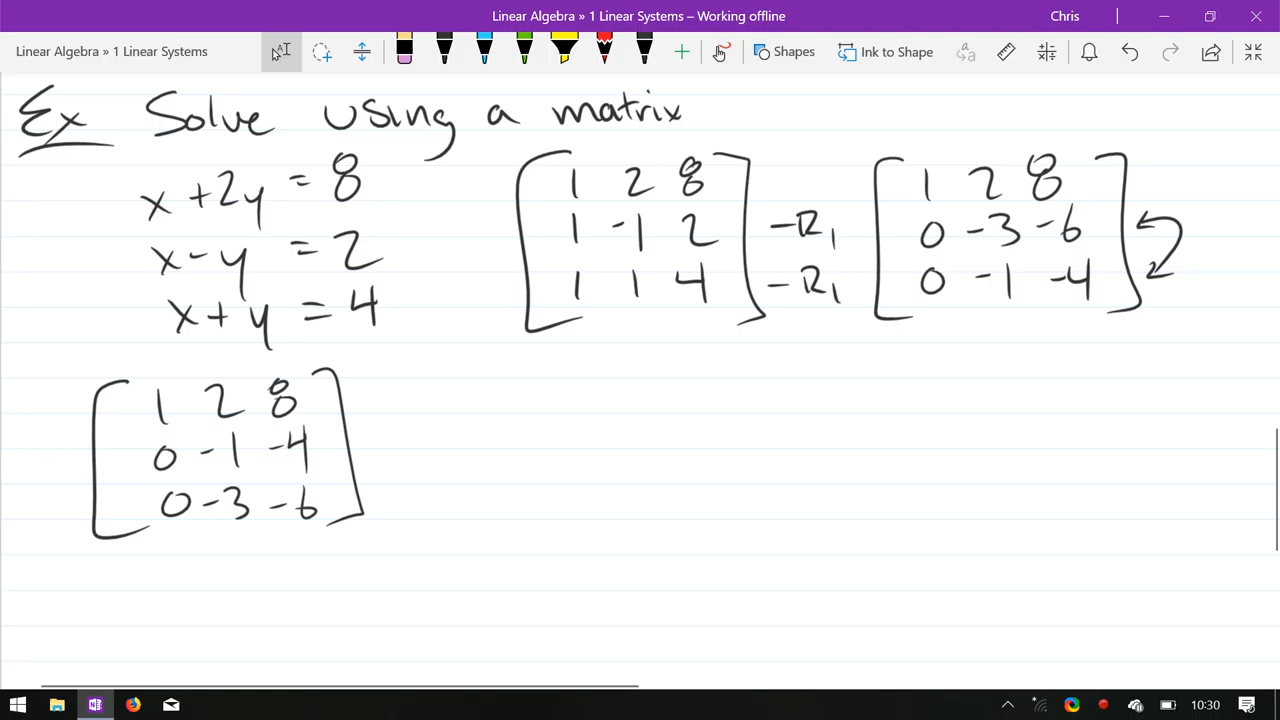 Linear Algebra » 1 Linear Systems – Working offline
Chris
Linear Algebra » 1 Linear Systems
Shapes
Ink to Shape
Ex Solve using a matrix
x + 2y = 8
x - y = 2
x + y = 4
1 2 8
1 -1 2 -R₁
1 1 4 -R₁
1 2 8
0 -3 -6
0 -1 -4
1 2 8
0 -1 -4
0 -3 -6
10:30